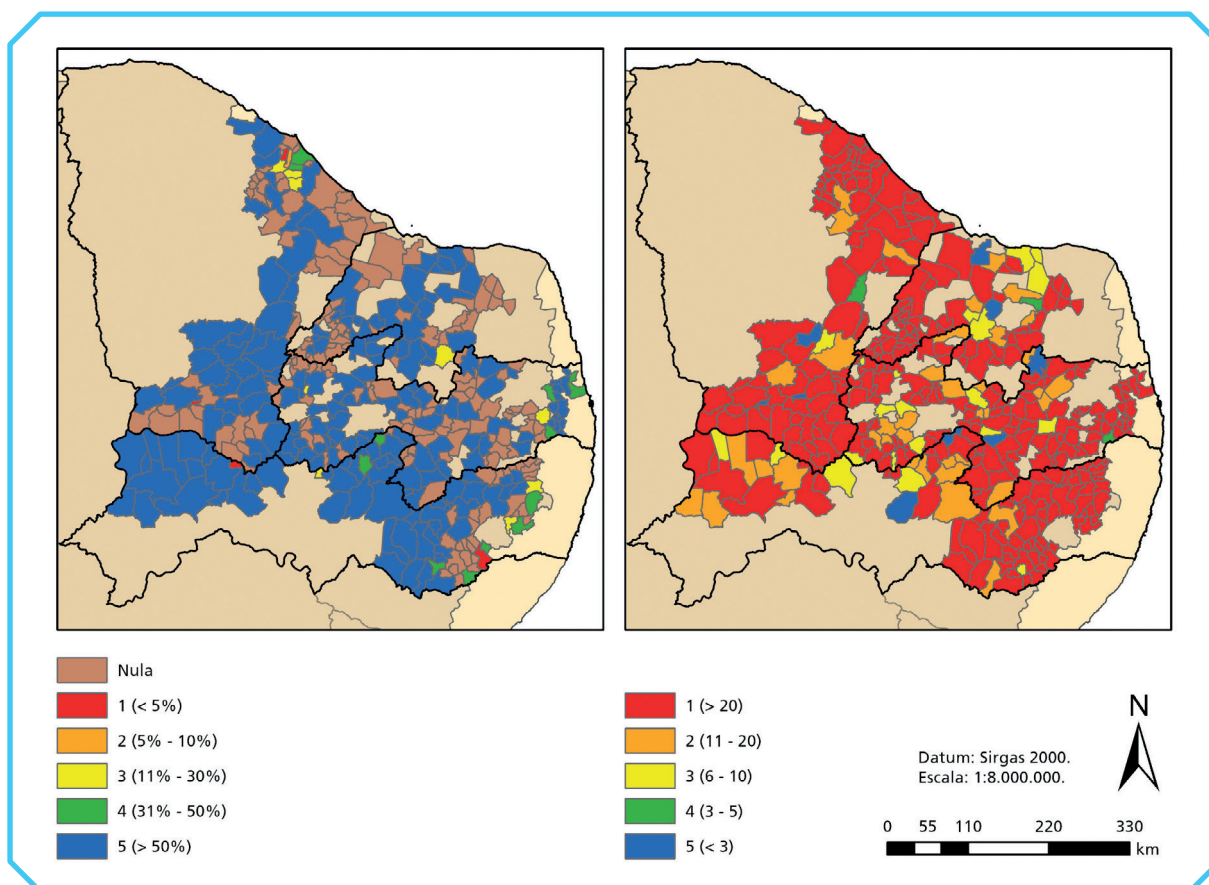 Nula
1 (< 5%)
2 (5% - 10%)
3 (11% - 30%)
4 (31% - 50%)
5 (> 50%)
1 (> 20)
2 (11 - 20)
3 (6 - 10)
4 (3 - 5)
5 (< 3)
Datum: Sirgas 2000.
Escala: 1:8.000.000.
N
0 55 110 220 330
km